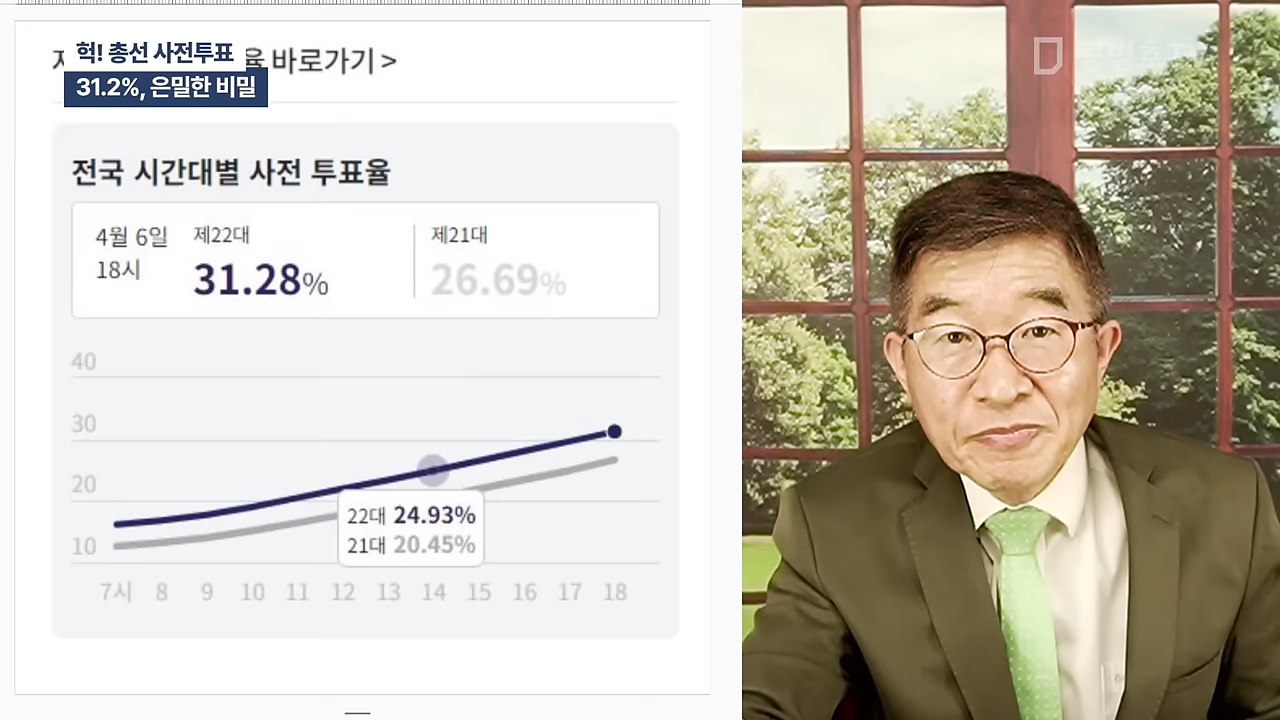 헉! 총선 사전투표
31.2%, 은밀한 비밀
율 바로가기 >
전국 시간대별 사전 투표율
4월 6일
18시
제22대
31.28%
제21대
26.69%
40
30
20
10
22대 24.93%
21대 20.45%
7시 8 9 10 11 12 13 14 15 16 17 18